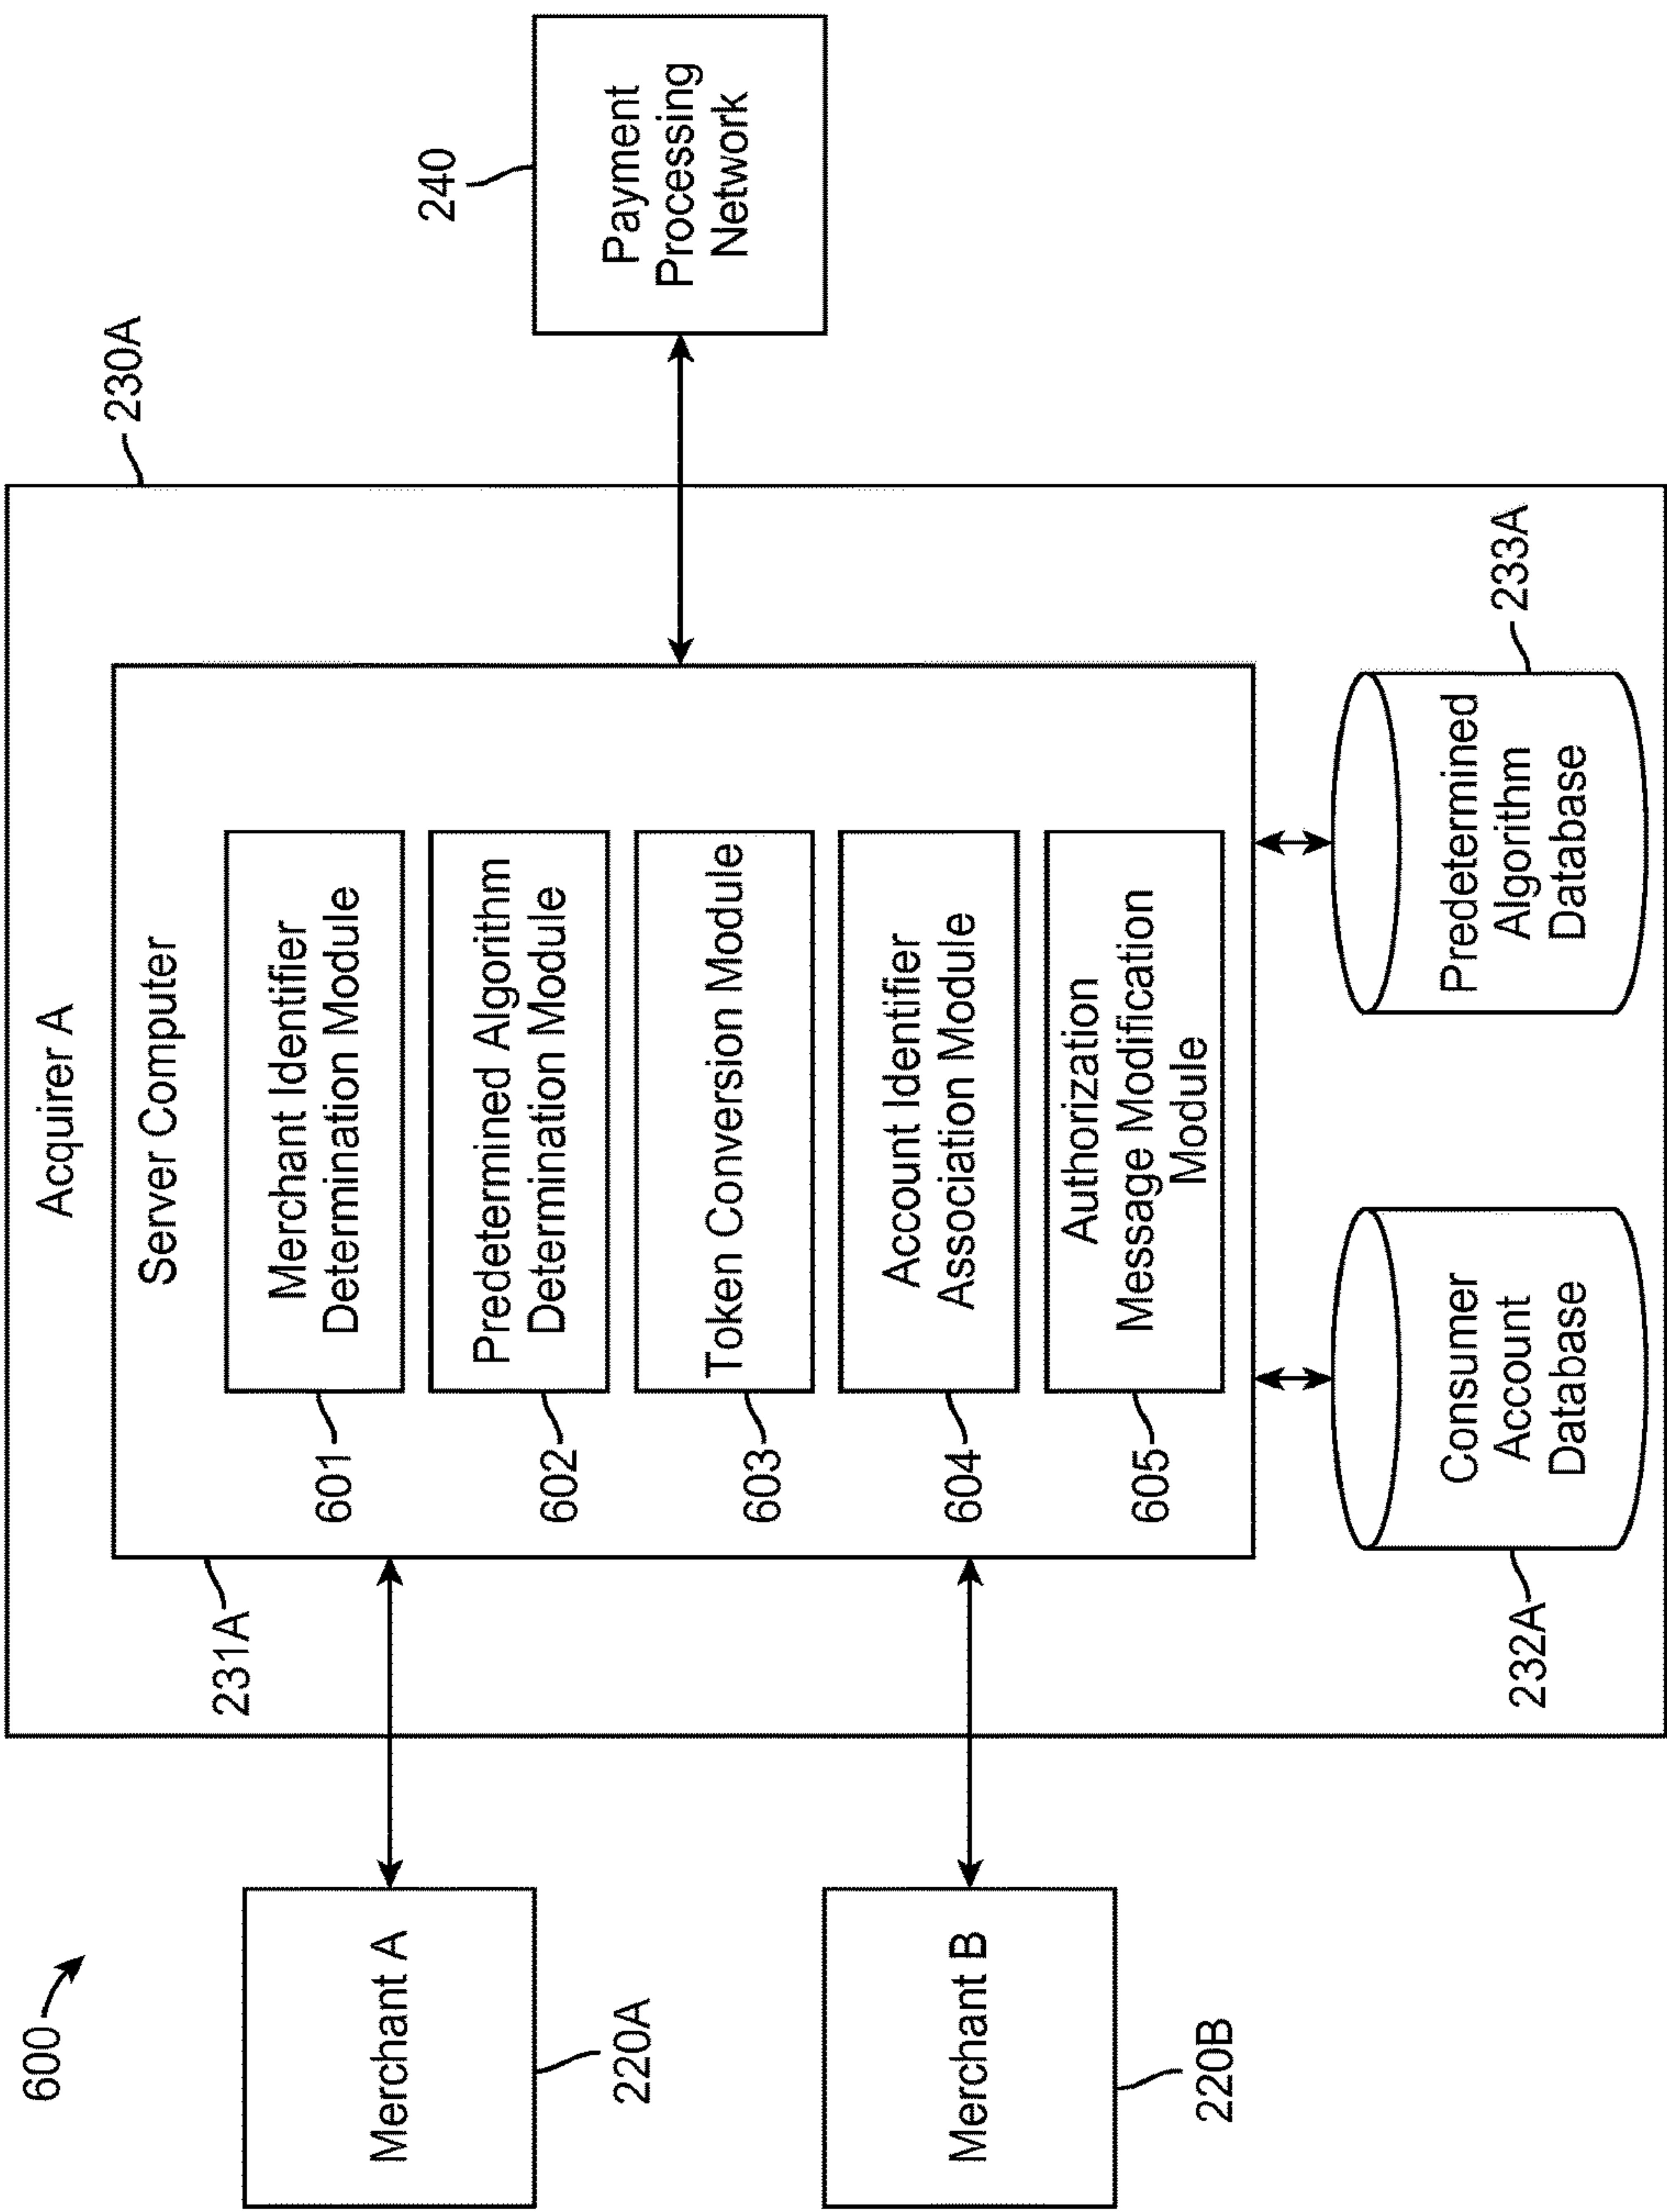 600
Acquirer A
230A
Server Computer
231A
Merchant A
220A
Merchant B
220B
601
Merchant Identifier
Determination Module
602
Predetermined Algorithm
Determination Module
603
Token Conversion Module
604
Account Identifier
Association Module
605
Authorization
Message Modification
Module
240
Payment
Processing
Network
232A
Consumer
Account
Database
Predetermined
Algorithm
Database
233A